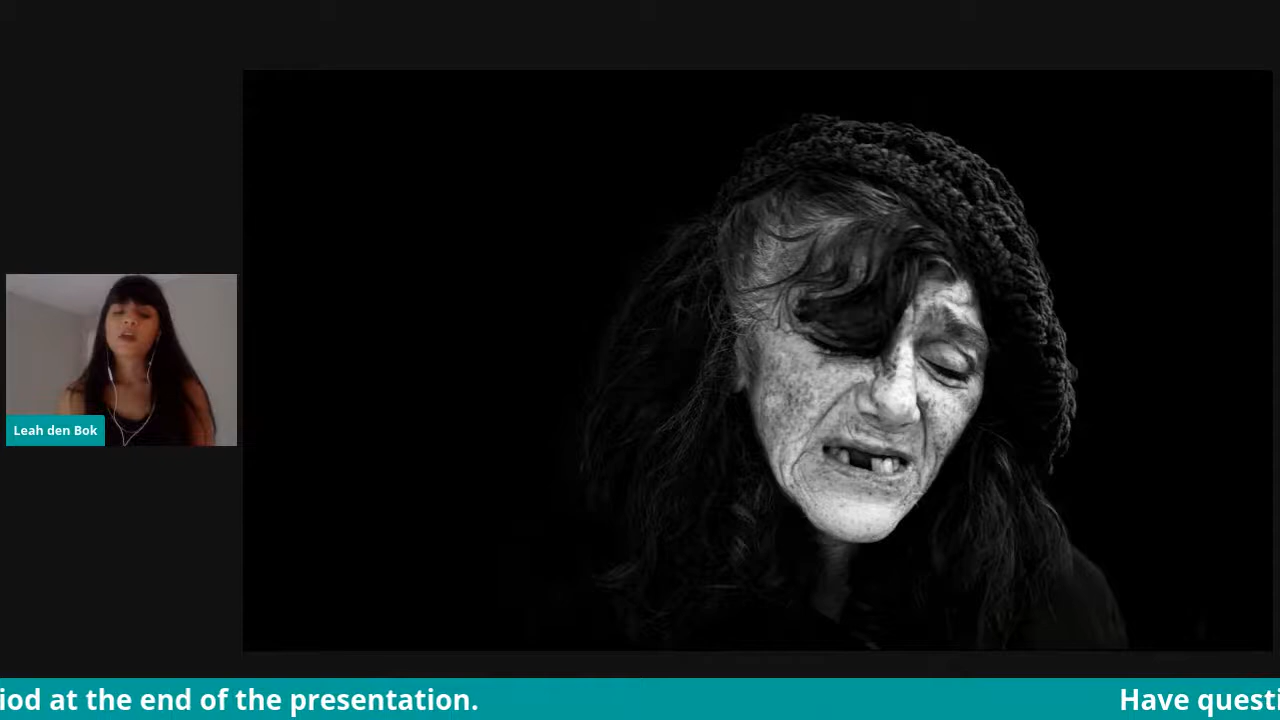 Leah den Bok
iod at the end of the presentation.
Have questi